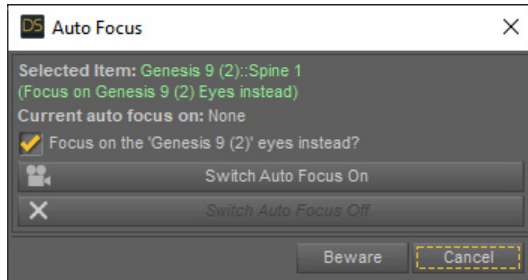 DS Auto Focus
Selected Item: Genesis 9 (2)::Spine 1
(Focus on Genesis 9 (2) Eyes instead)
Current auto focus on: None
Focus on the 'Genesis 9 (2)' eyes instead?
Switch Auto Focus On
Switch Auto Focus Off
Beware Cancel